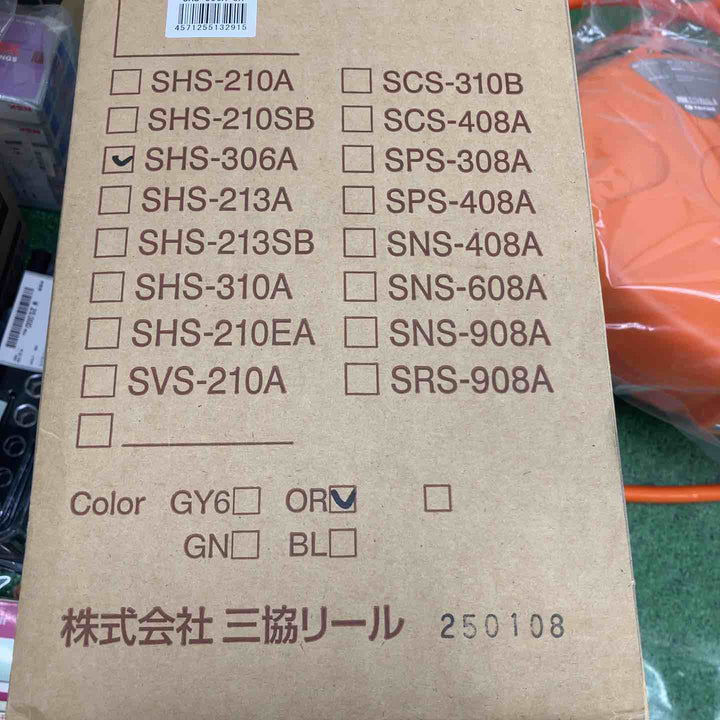 4571255132915
SHS-210A SCS-310B
SHS-210SB SCS-408A
SHS-306A SPS-308A
SHS-213A SPS-408A
SHS-213SB SNS-408A
SHS-310A SNS-608A
SHS-210EA SNS-908A
SVS-210A SRS-908A
Color GY6 OR
GN BL
株式会社 三協リール 250108